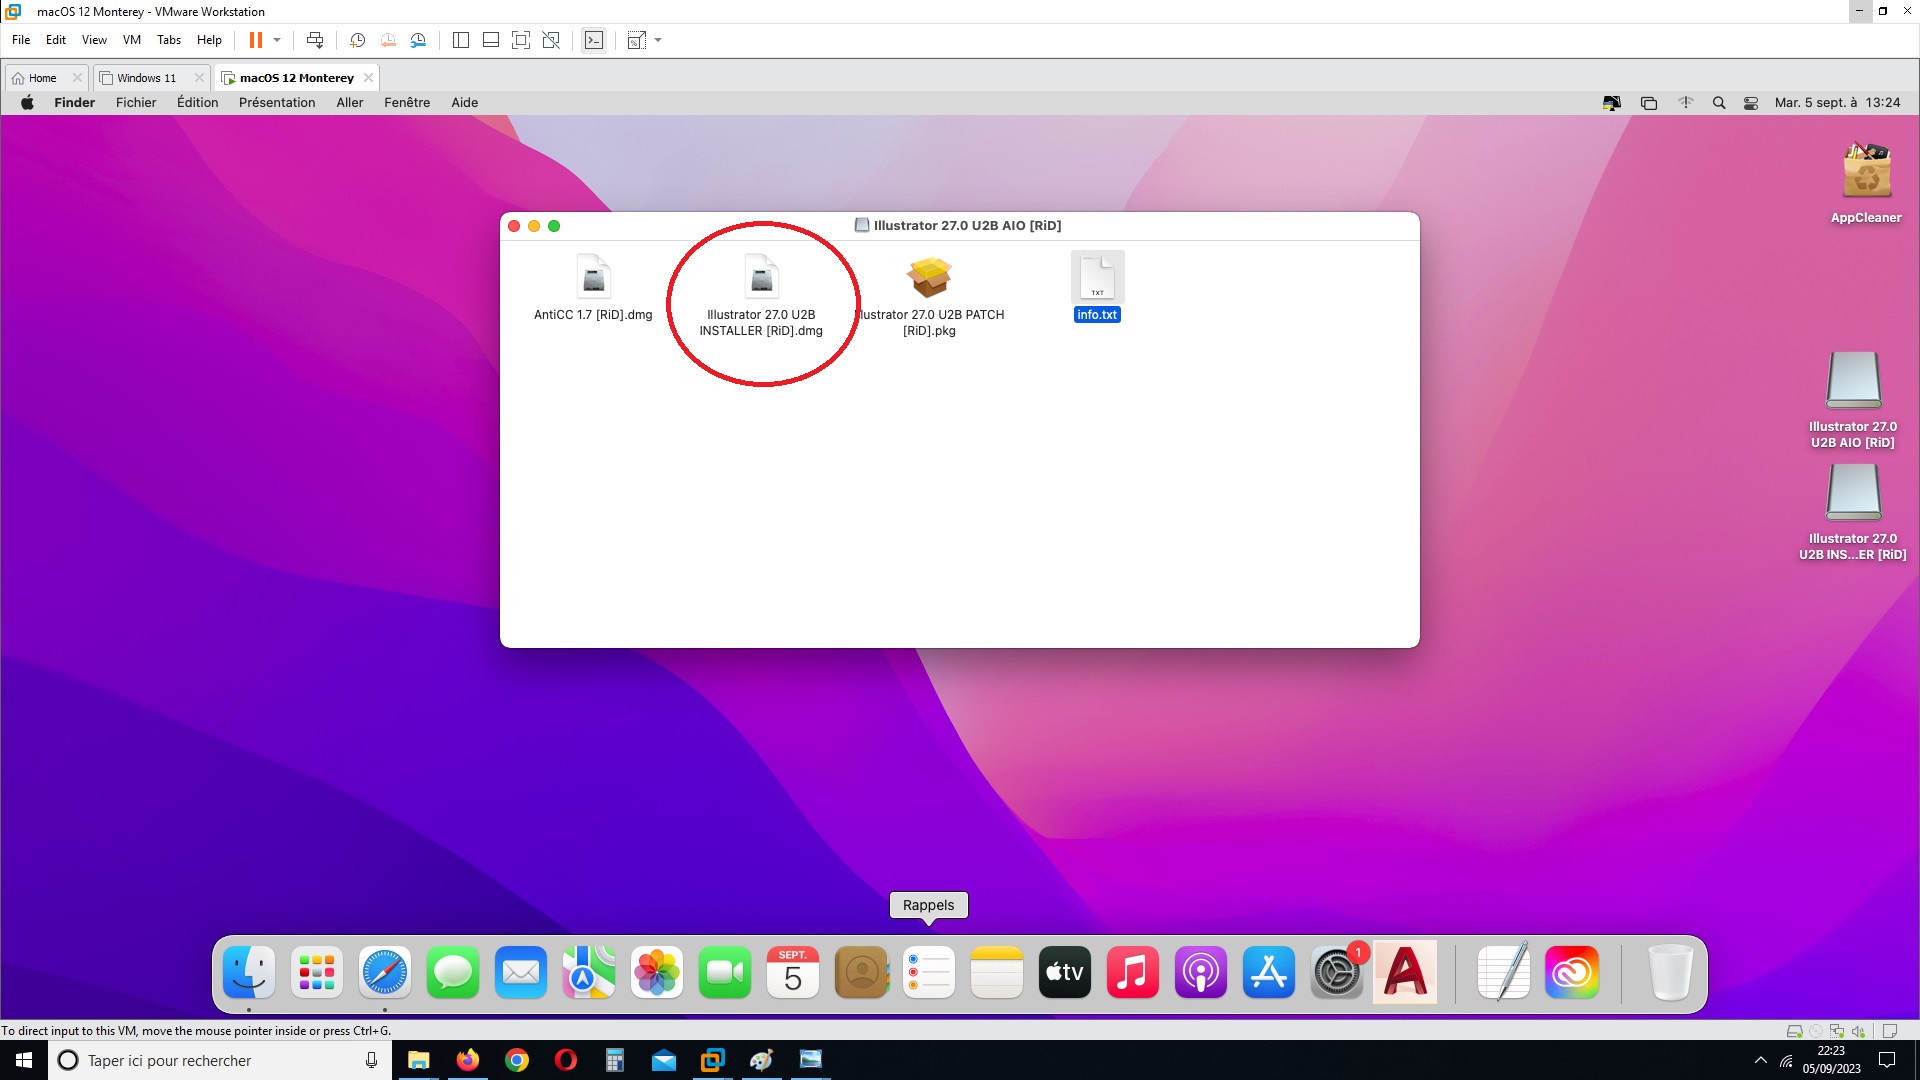 macOS 12 Monterey - VMware Workstation
File Edit View VM Tabs Help
Home Windows 11 macOS 12 Monterey
Finder Fichier Édition Présentation Aller Fenêtre Aide Mar. 5 sept. à 13:24
AppCleaner
Illustrator 27.0 U2B AIO [RiD]
AntiCC 1.7 [RiD].dmg
Illustrator 27.0 U2B
INSTALLER [RiD].dmg
lustrator 27.0 U2B PATCH
[RiD].pkg
TXT
info.txt
Illustrator 27.0
U2B AIO [RiD]
Illustrator 27.0
U2B INS...ER [RiD]
Rappels
SEPT.
5
tv
1
To direct input to this VM, move the mouse pointer inside or press Ctrl+G.
Taper ici pour rechercher
22:23
05/09/2023